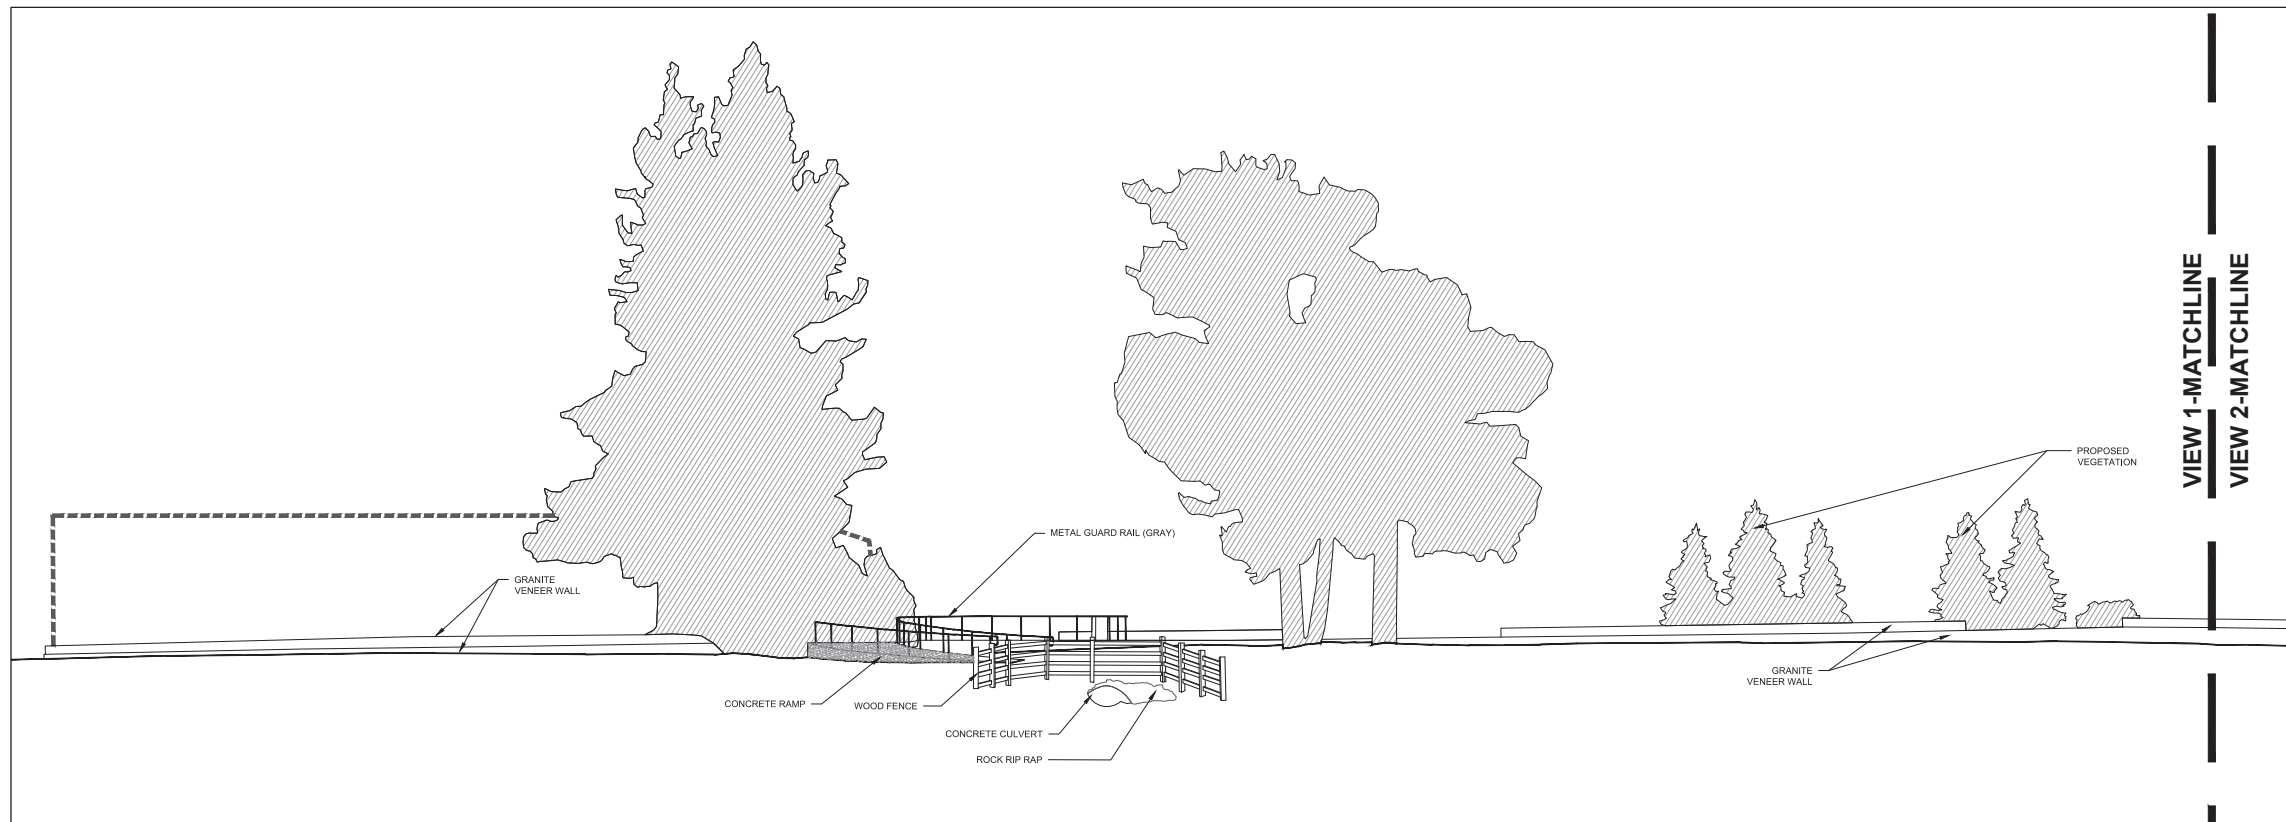 VIEW 1-MATCHLINE
VIEW 2-MATCHLINE
PROPOSED
VEGETATION
METAL GUARD RAIL (GRAY)
GRANITE
VENEER WALL
GRANITE
VENEER WALL
CONCRETE RAMP
WOOD FENCE
CONCRETE CULVERT
ROCK RIP RAP